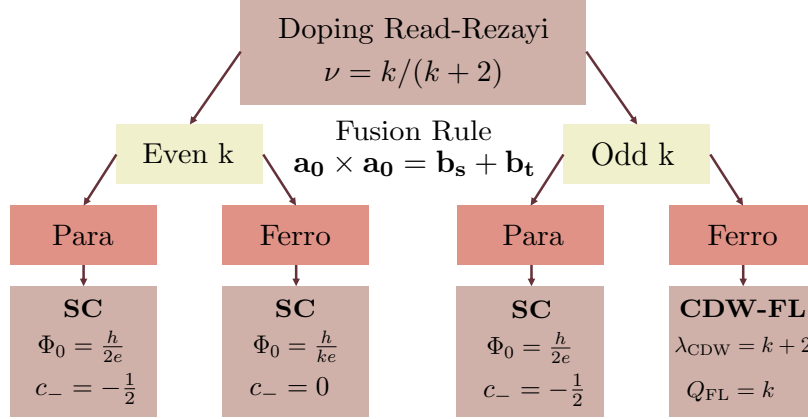 Doping Read-Rezayi
ν = k/(k + 2)
Even k
Fusion Rule
a₀ × a₀ = bₛ + bₜ
Odd k
Para
Ferro
Para
Ferro
SC
Φ₀ = h/2e
c₋ = −1/2
SC
Φ₀ = h/ke
c₋ = 0
SC
Φ₀ = h/2e
c₋ = −1/2
CDW-FL
λ_CDW = k + 2
Q_FL = k